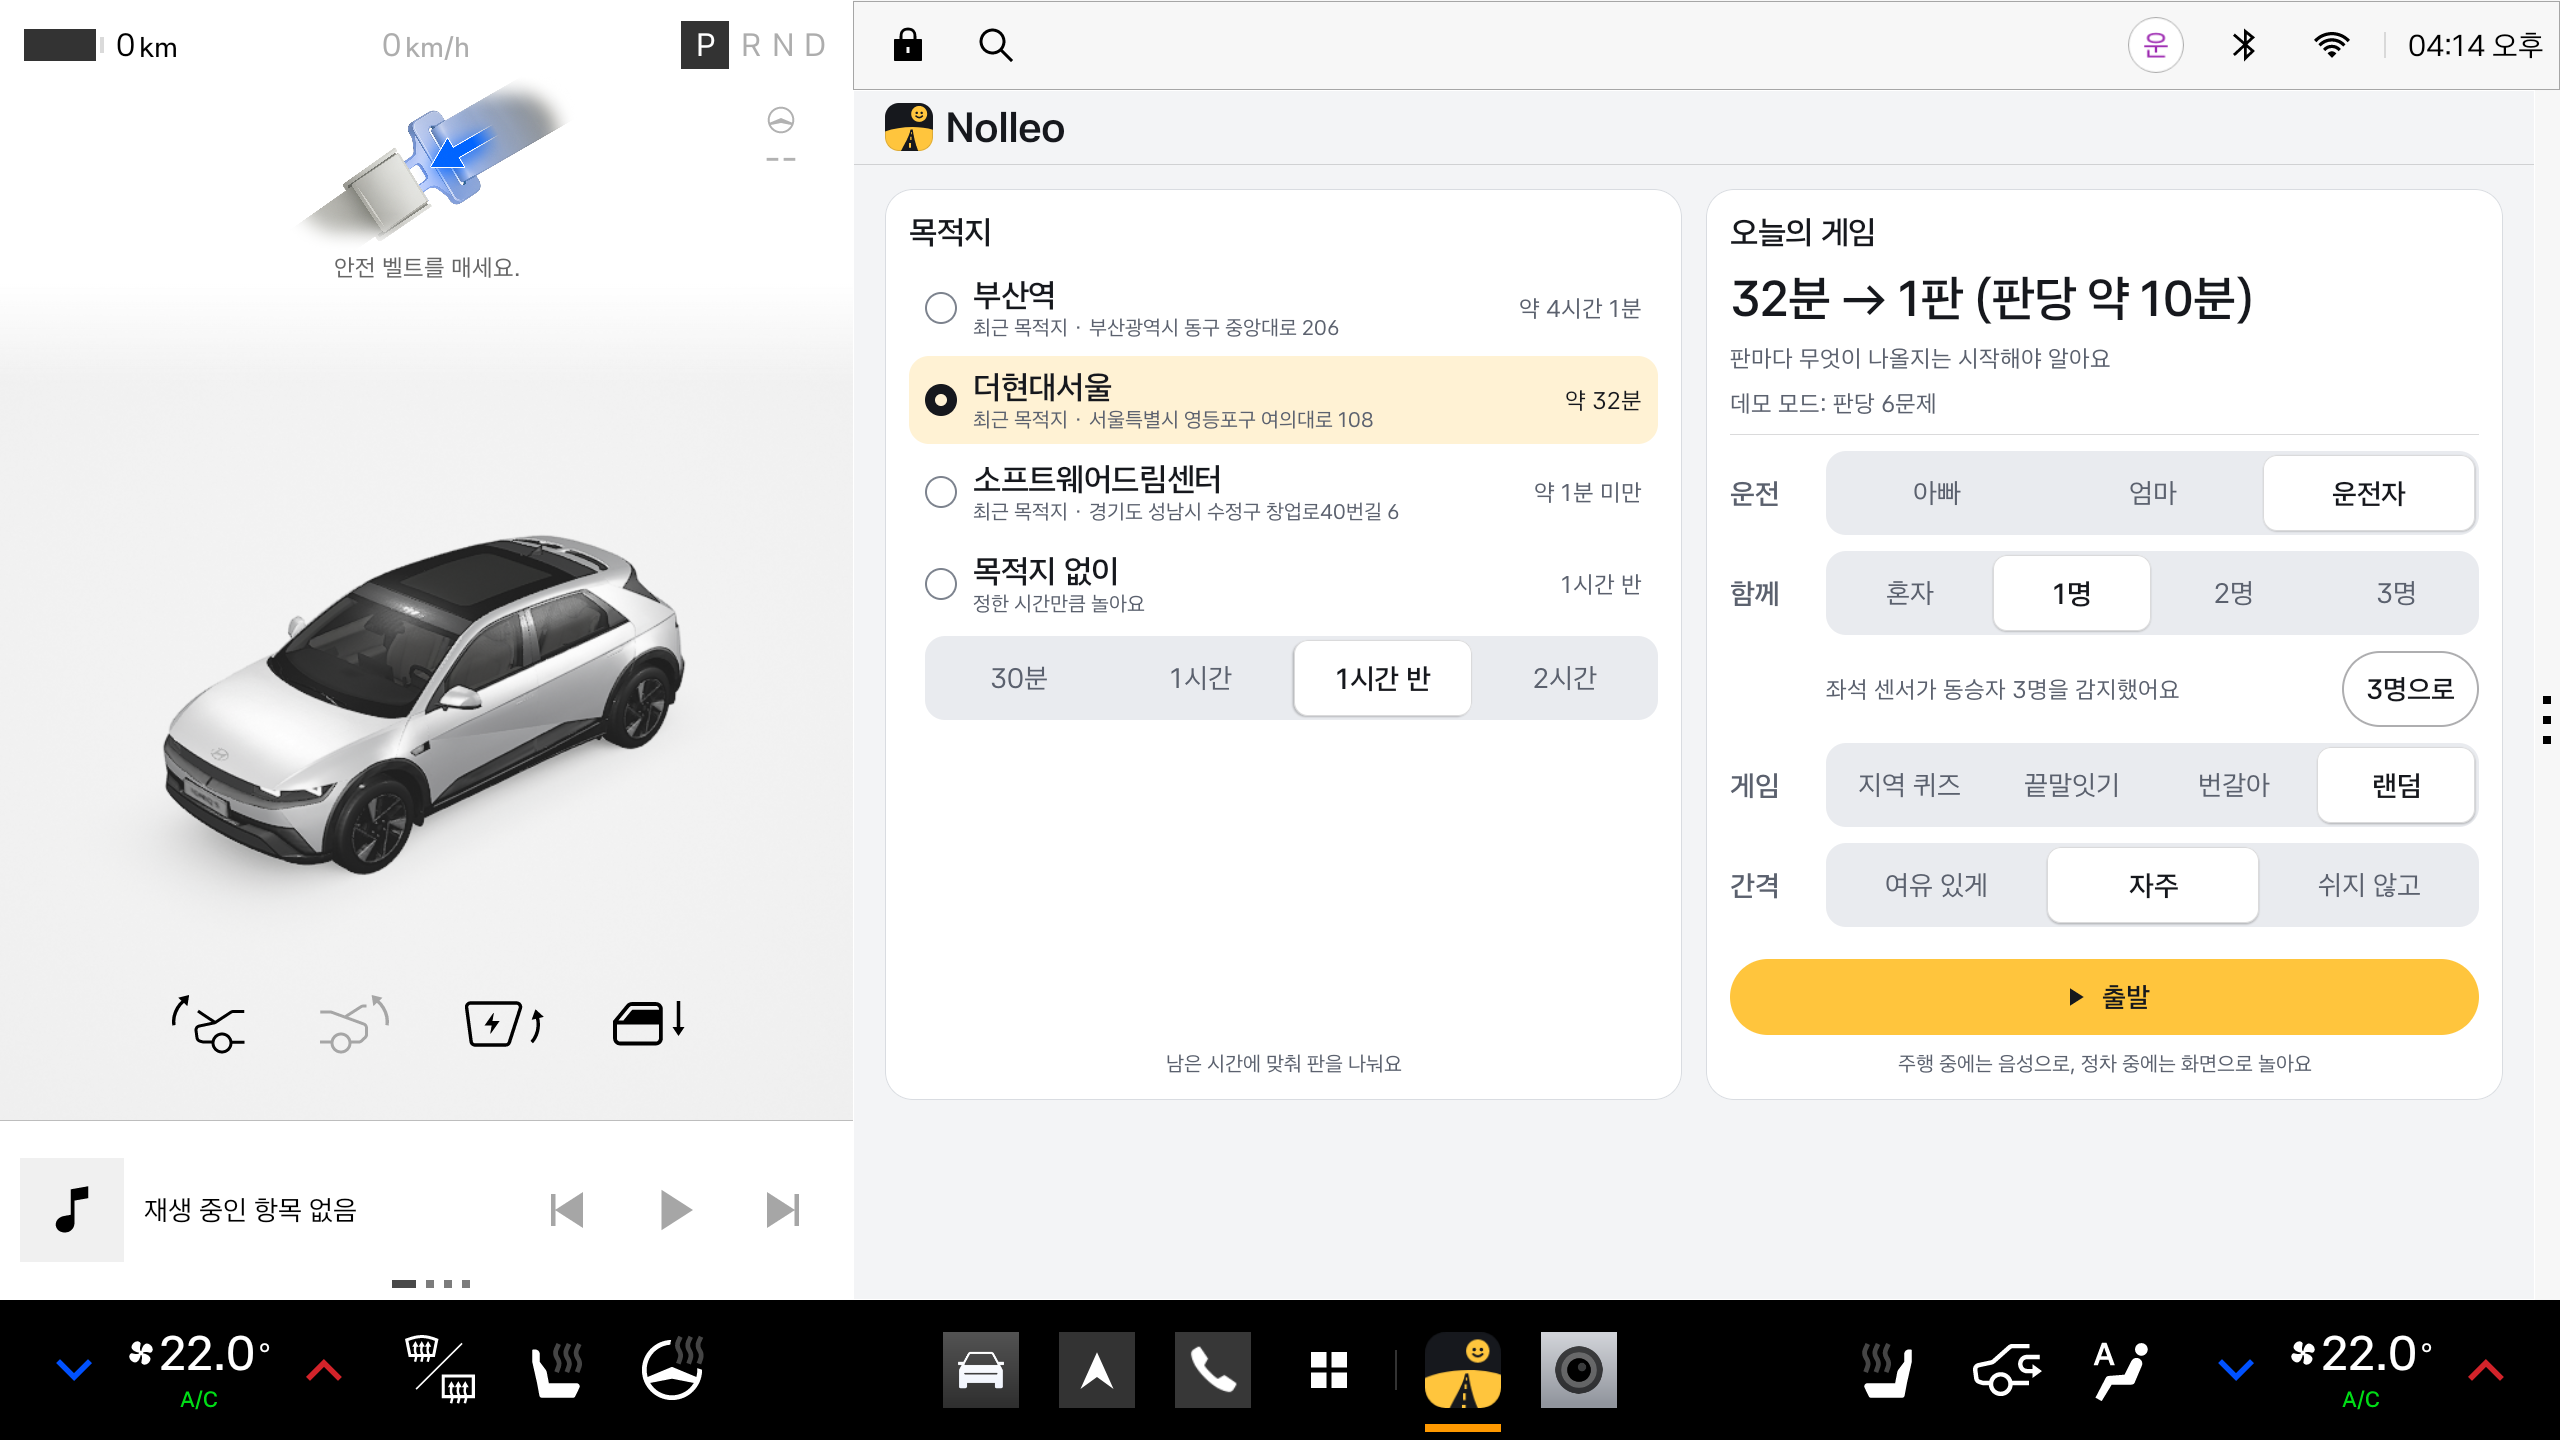 0 km
0 km/h
P R N D
운
04:14 오후
안전 벨트를 매세요.
--
재생 중인 항목 없음
Nolleo
목적지
부산역
최근 목적지 · 부산광역시 동구 중앙대로 206
약 4시간 1분
더현대서울
최근 목적지 · 서울특별시 영등포구 여의대로 108
약 32분
소프트웨어드림센터
최근 목적지 · 경기도 성남시 수정구 창업로40번길 6
약 1분 미만
목적지 없이
정한 시간만큼 놀아요
1시간 반
30분 1시간 1시간 반 2시간
남은 시간에 맞춰 판을 나눠요
오늘의 게임
32분 → 1판 (판당 약 10분)
판마다 무엇이 나올지는 시작해야 알아요
데모 모드: 판당 6문제
운전 아빠 엄마 운전자
함께 혼자 1명 2명 3명
좌석 센서가 동승자 3명을 감지했어요 3명으로
게임 지역 퀴즈 끝말잇기 번갈아 랜덤
간격 여유 있게 자주 쉬지 않고
출발
주행 중에는 음성으로, 정차 중에는 화면으로 놀아요
22.0°
A/C
A
22.0°
A/C